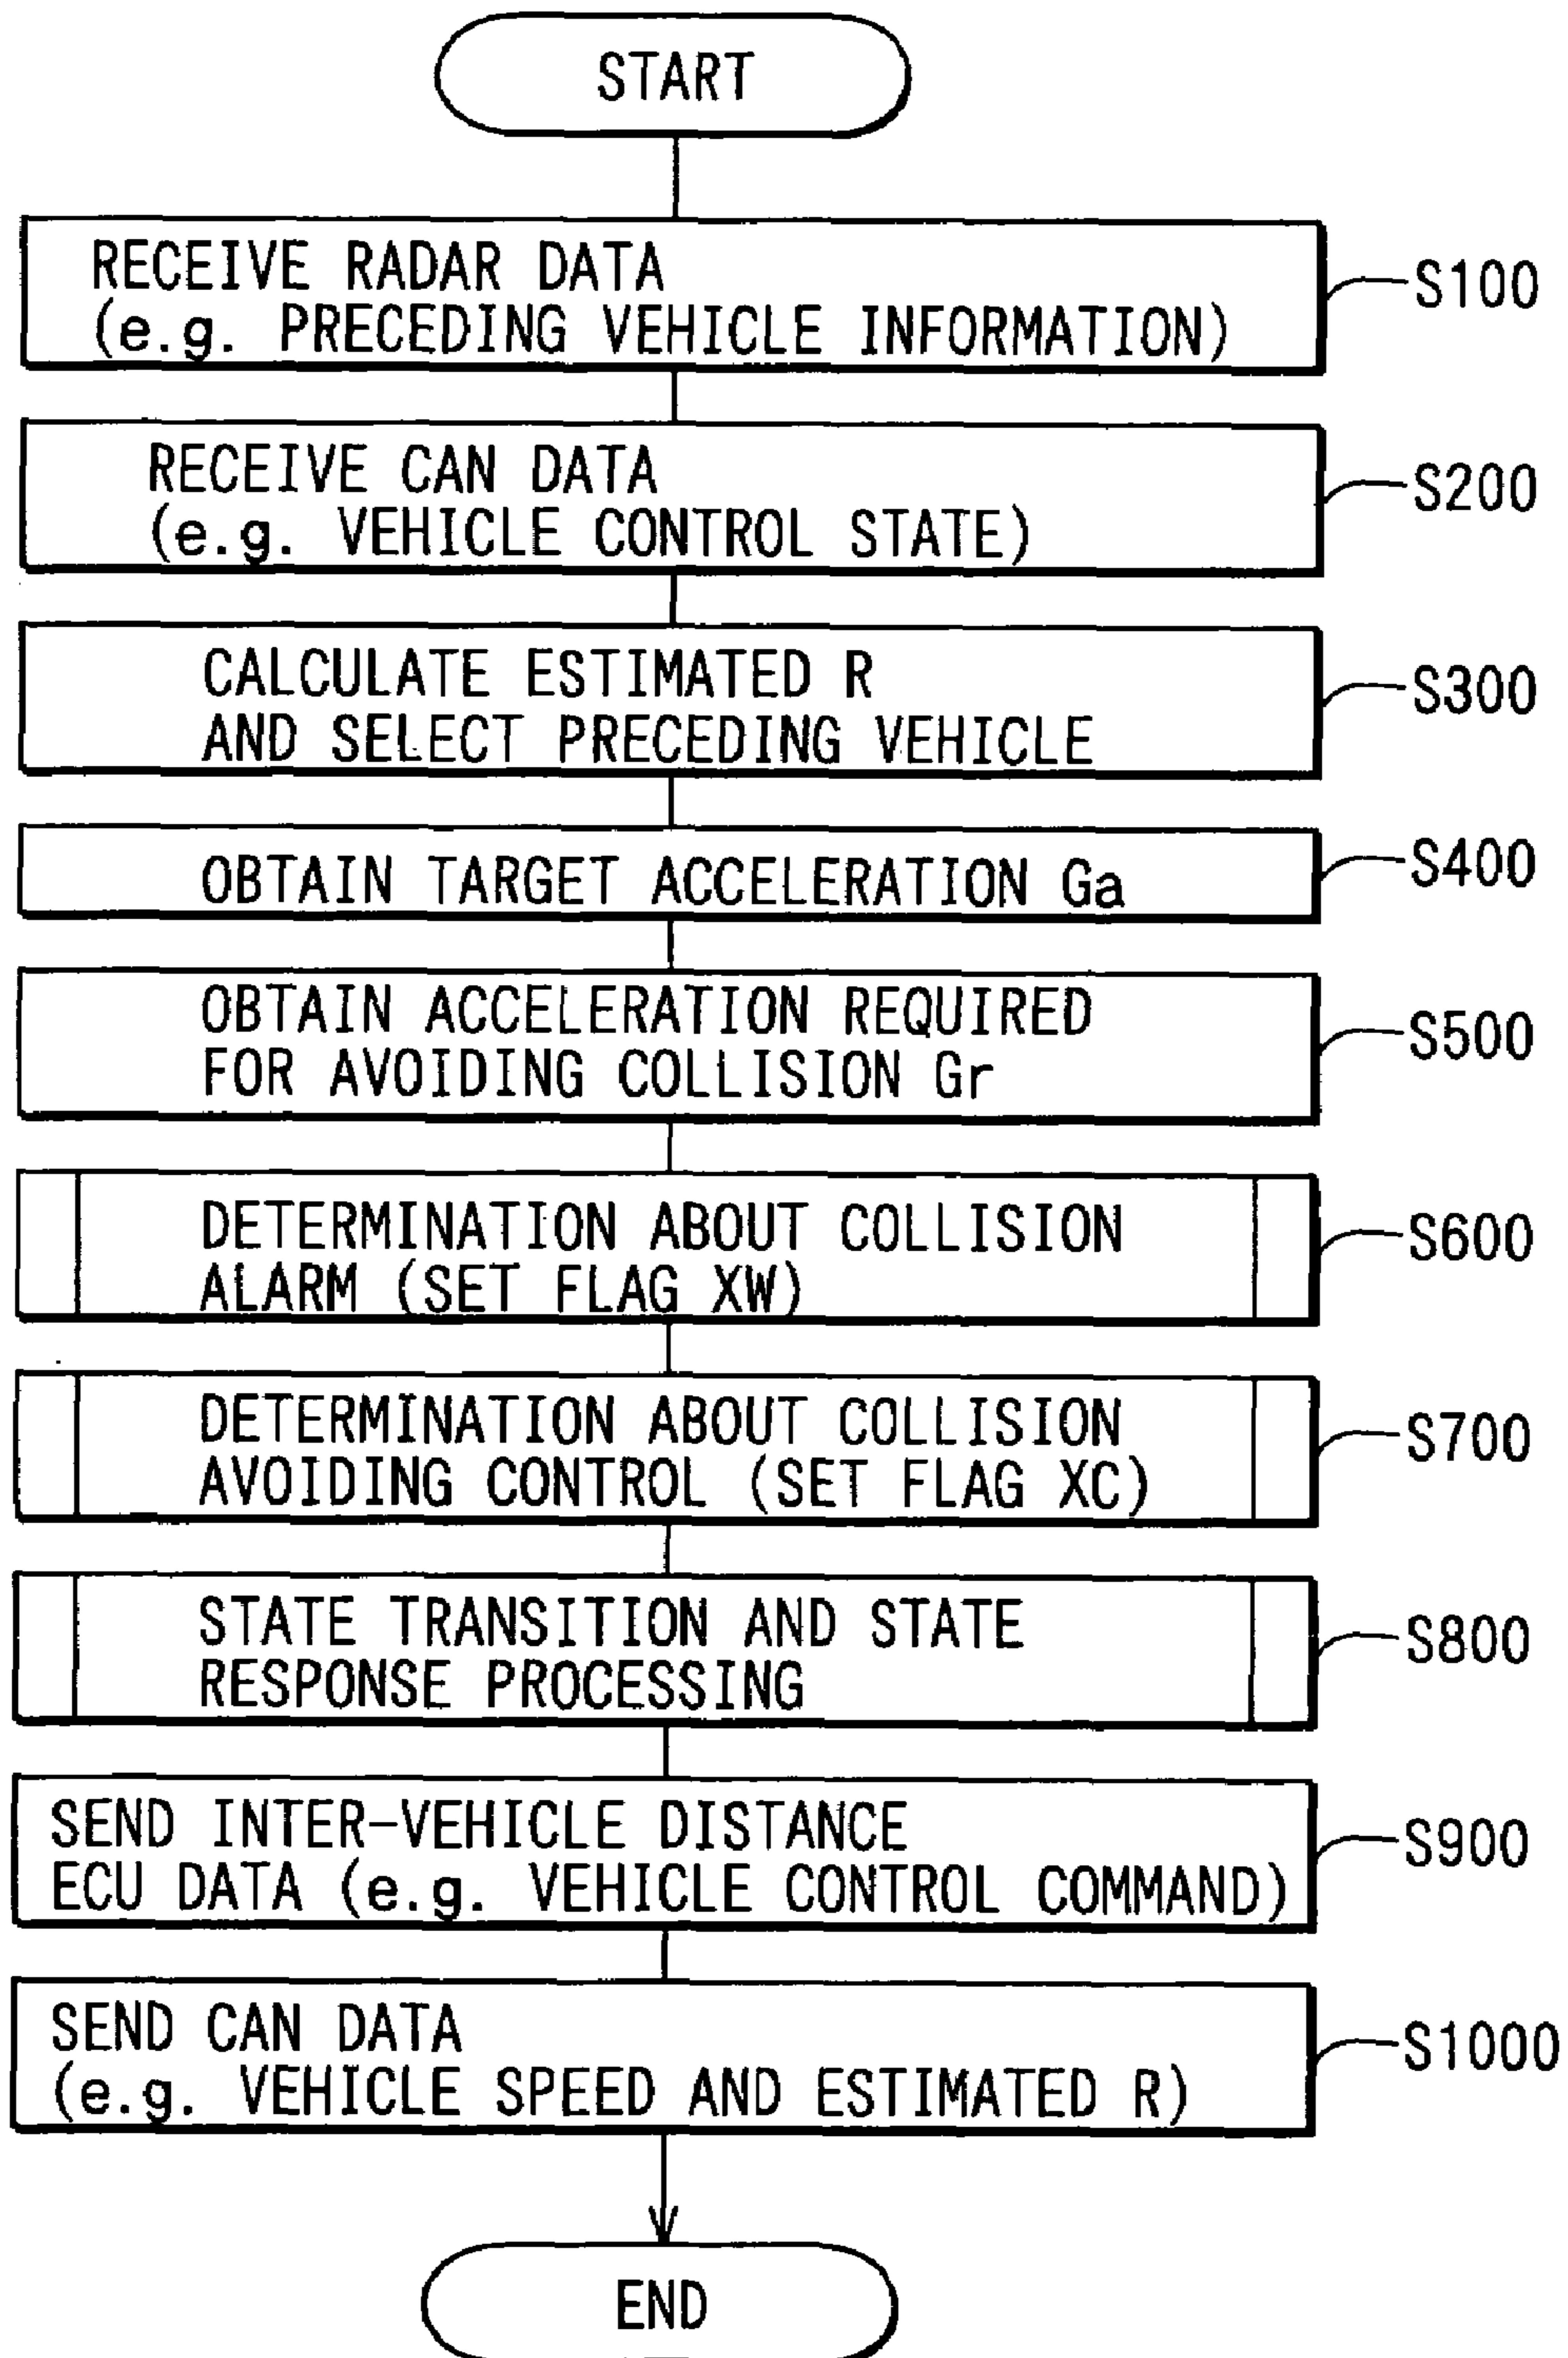 START
RECEIVE RADAR DATA
(e.g. PRECEDING VEHICLE INFORMATION)
S100
RECEIVE CAN DATA
(e.g. VEHICLE CONTROL STATE)
S200
CALCULATE ESTIMATED R
AND SELECT PRECEDING VEHICLE
S300
OBTAIN TARGET ACCELERATION Ga
S400
OBTAIN ACCELERATION REQUIRED
FOR AVOIDING COLLISION Gr
S500
DETERMINATION ABOUT COLLISION
ALARM (SET FLAG XW)
S600
DETERMINATION ABOUT COLLISION
AVOIDING CONTROL (SET FLAG XC)
S700
STATE TRANSITION AND STATE
RESPONSE PROCESSING
S800
SEND INTER-VEHICLE DISTANCE
ECU DATA (e.g. VEHICLE CONTROL COMMAND)
S900
SEND CAN DATA
(e.g. VEHICLE SPEED AND ESTIMATED R)
S1000
END